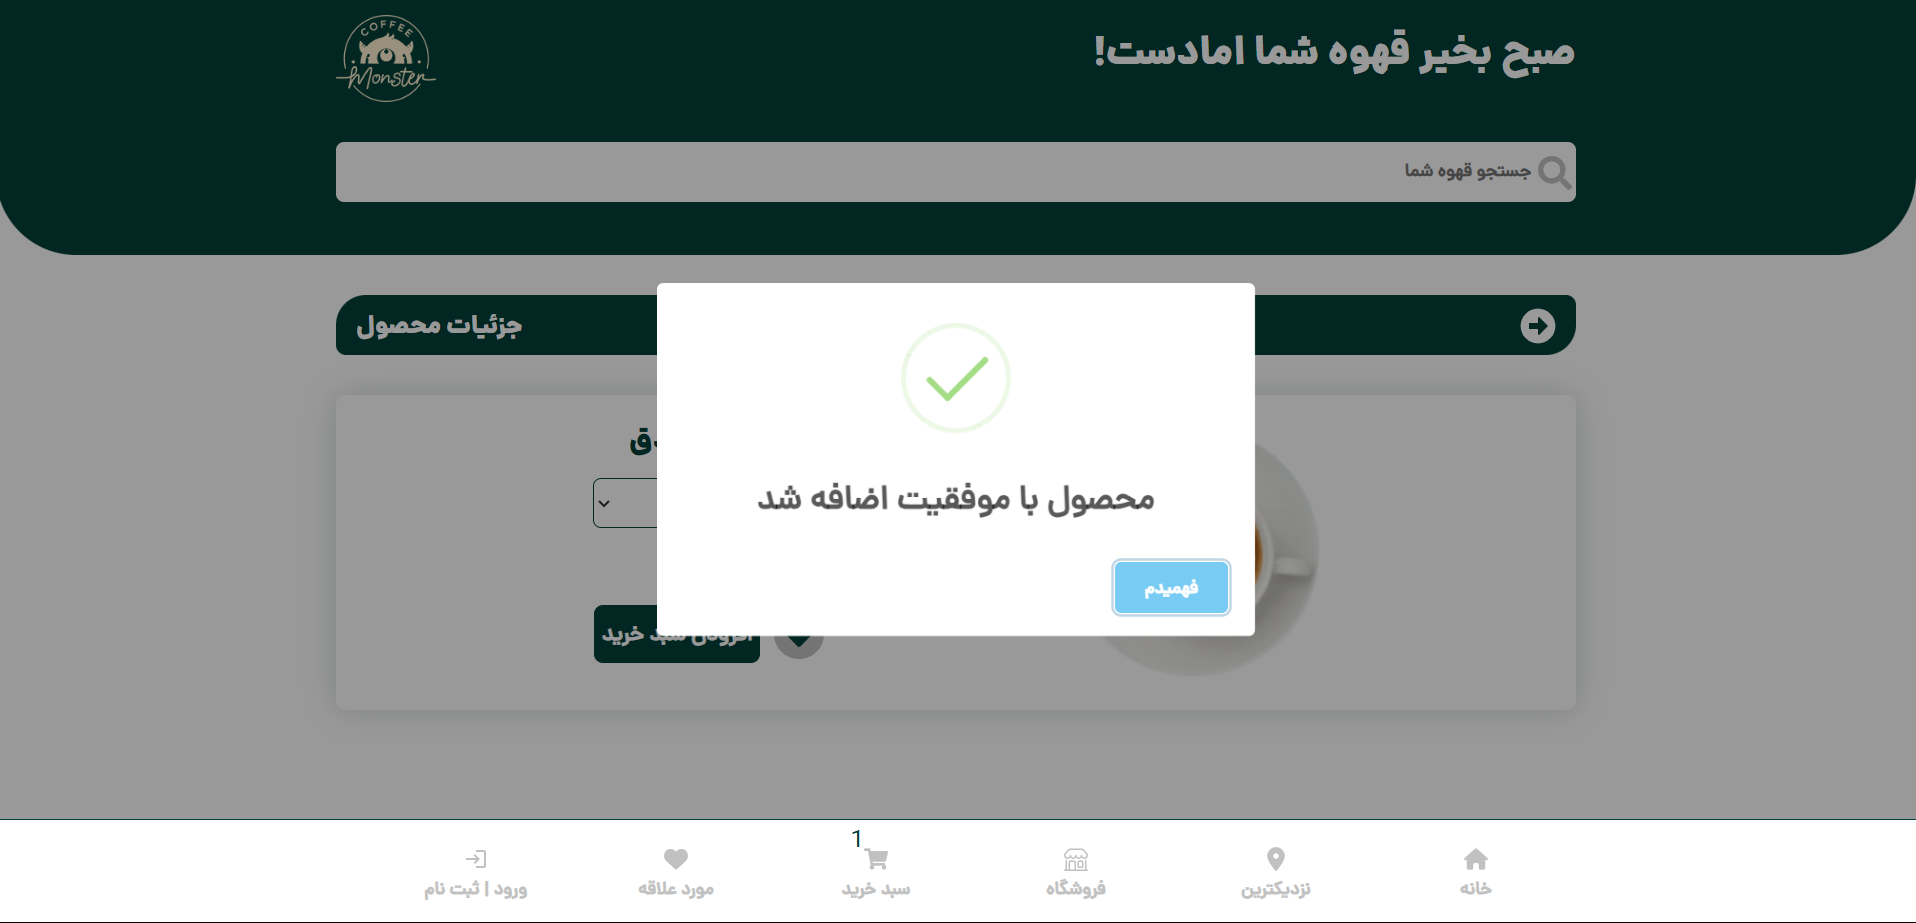 COFFEE
Monster
صبح بخیر قهوه شما امادست!
جستجو قهوه شما
جزئیات محصول
محصول با موفقیت اضافه شد
فهمیدم
سبد خرید
1
خانه
نزدیکترین
فروشگاه
سبد خرید
مورد علاقه
ورود | ثبت نام